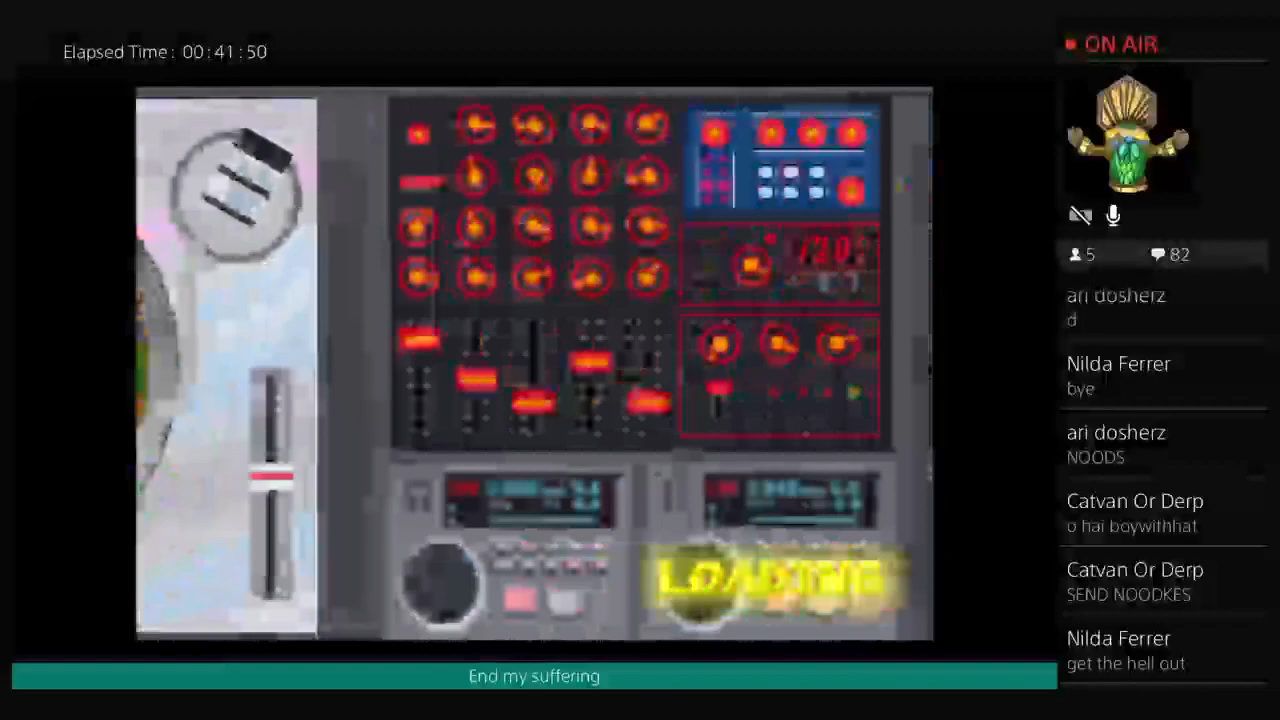 Elapsed Time: 00:41:50
ON AIR
5
82
ari dosherz
d
Nilda Ferrer
bye
ari dosherz
NOODS
Catvan Or Derp
o hai boywithhat
Catvan Or Derp
SEND NOODKES
Nilda Ferrer
get the hell out
LOADING
End my suffering